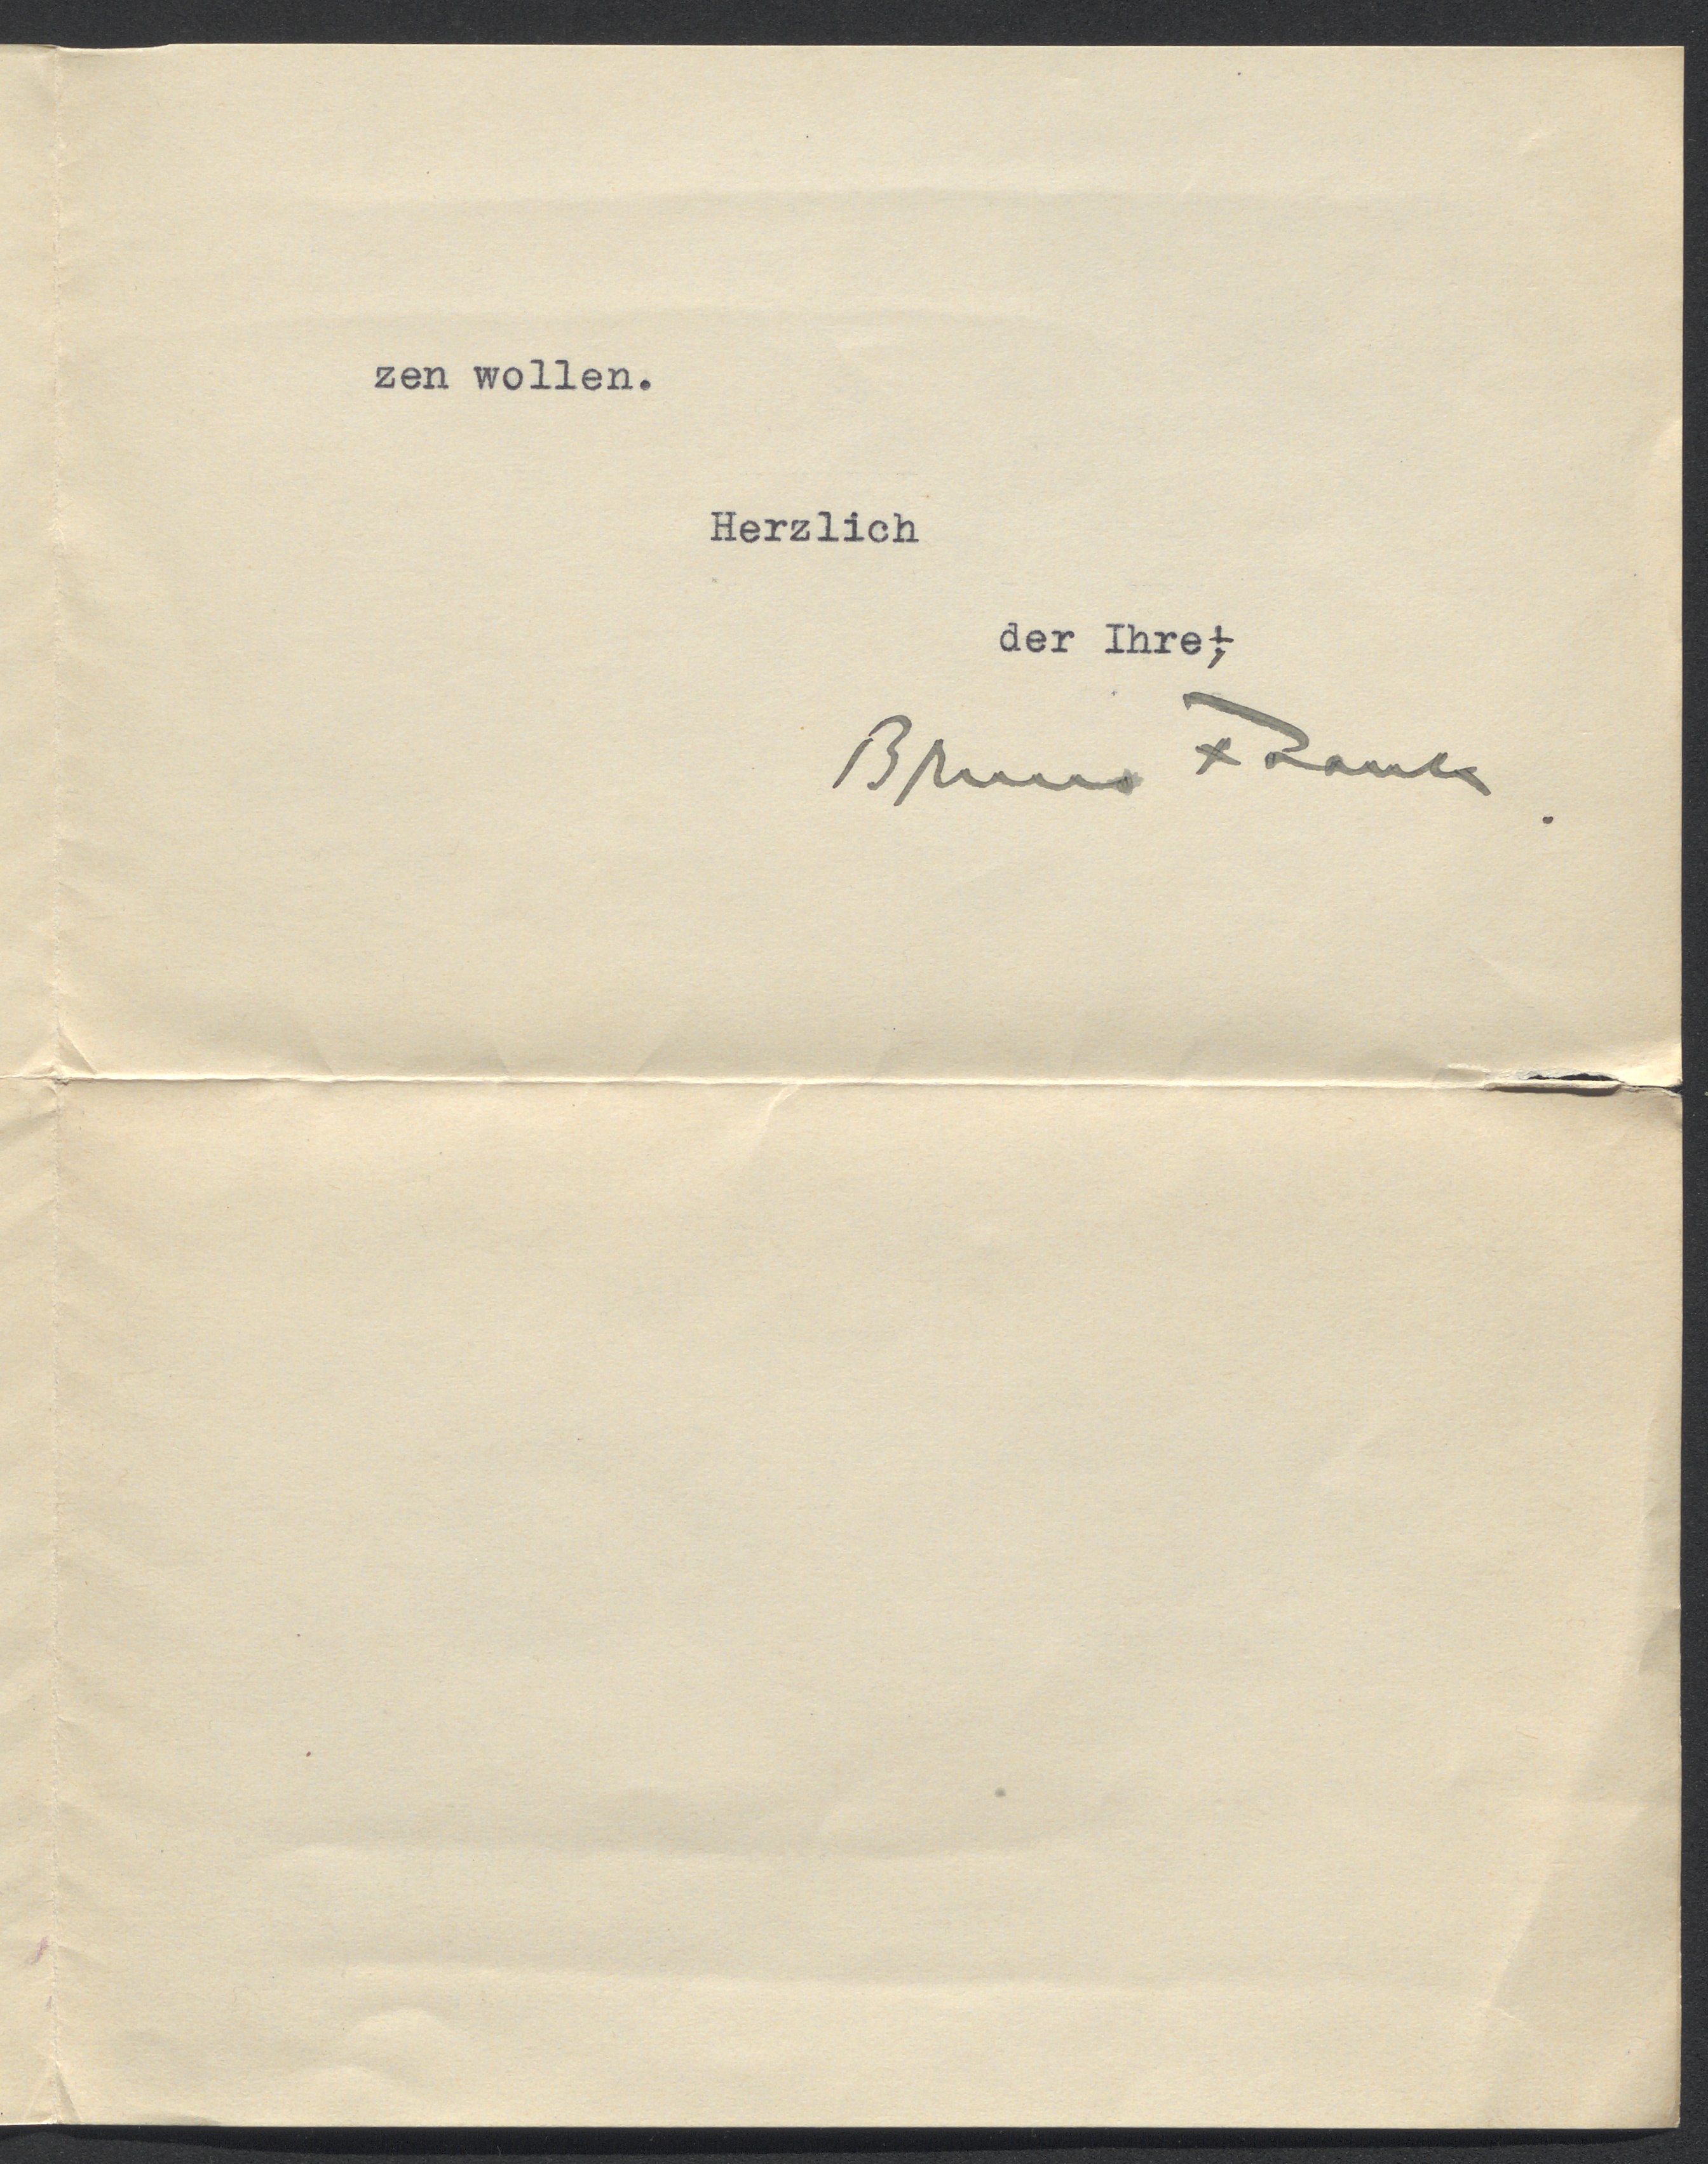 zen wollen.
Herzlich
der Ihre;
Bruno Frank.